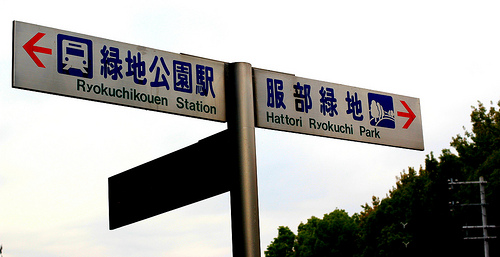 緑地公園駅
Ryokuchikouen Station
服部緑地
Hattori Ryokuchi Park